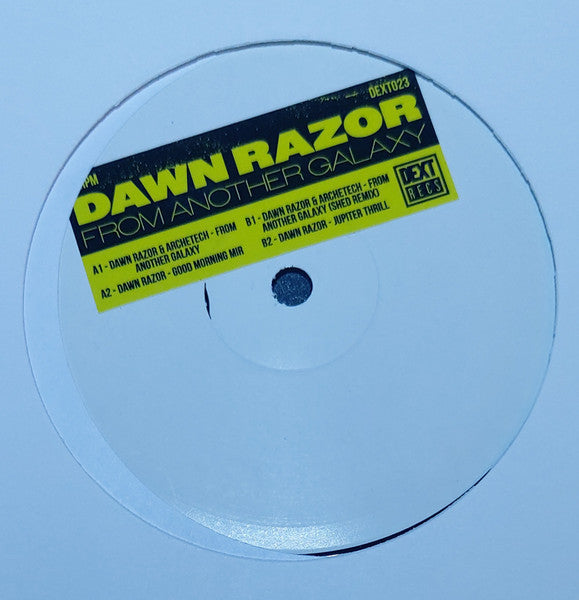 DEXT023
DAWN RAZOR
FROM ANOTHER GALAXY
DEXT
RECS
A1 - DAWN RAZOR & ARCHETECH - FROM
ANOTHER GALAXY
A2 - DAWN RAZOR - GOOD MORNING MIR
B1 - DAWN RAZOR & ARCHETECH - FROM
ANOTHER GALAXY (SHED REMIX)
B2 - DAWN RAZOR - JUPITER THRILL